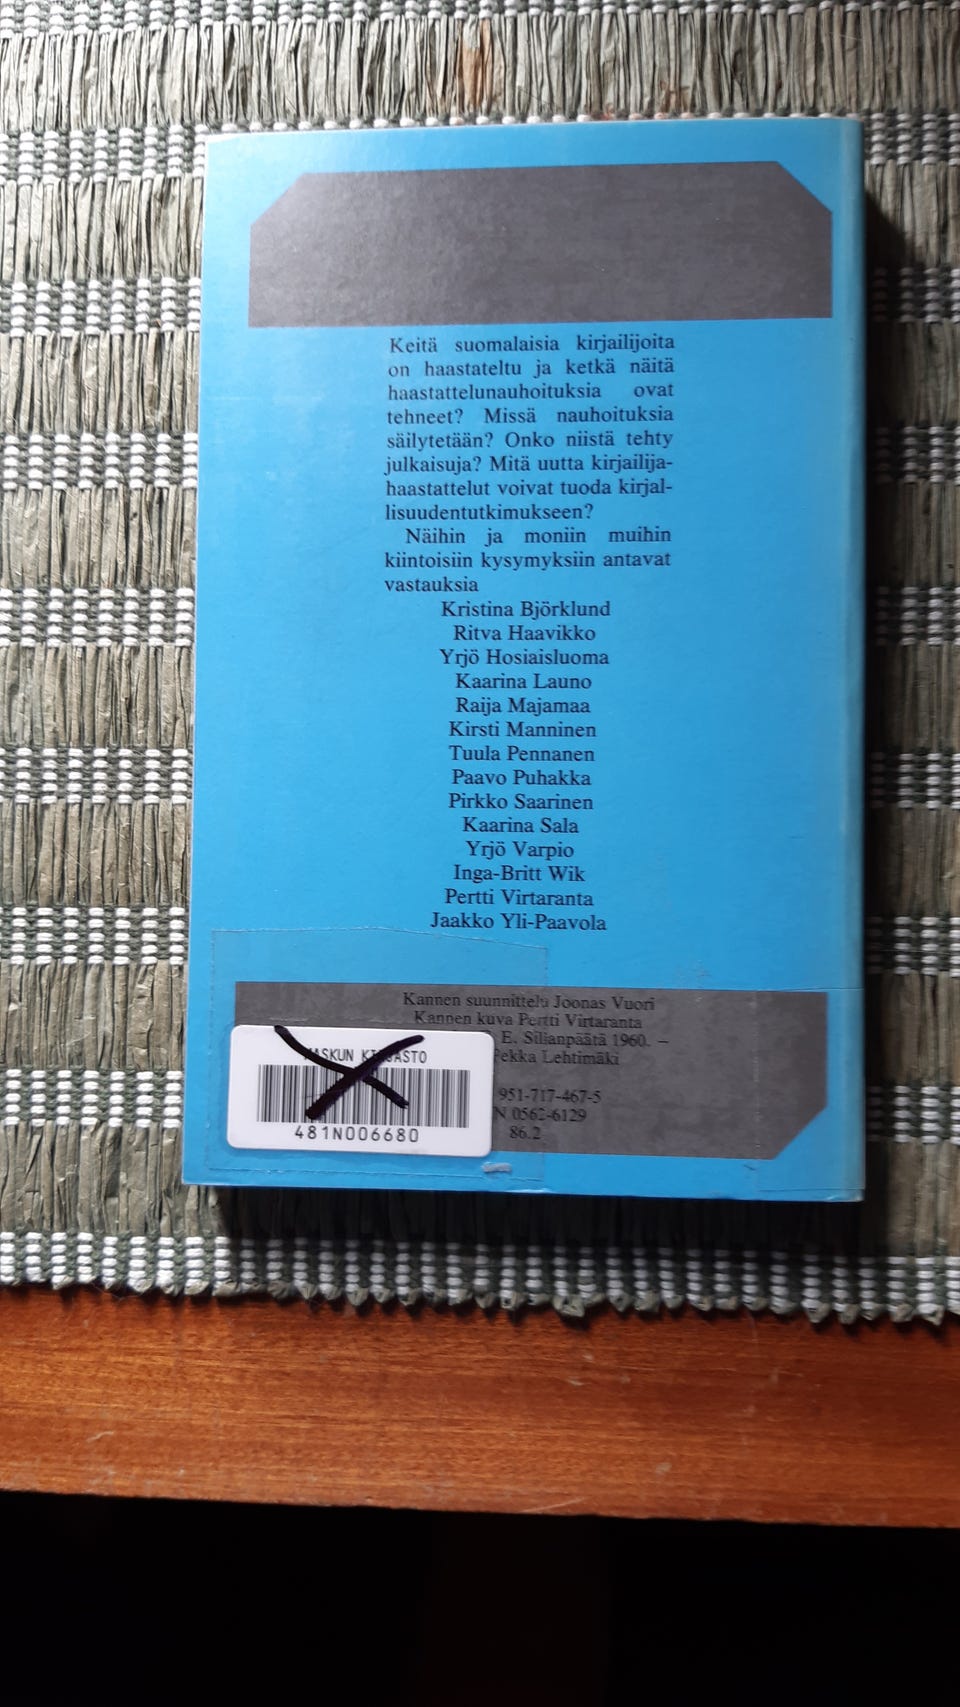 Keitä suomalaisia kirjailijoita
on haastateltu ja ketkä näitä
haastattelunauhoituksia ovat
tehneet? Missä nauhoituksia
säilytetään? Onko niistä tehty
julkaisuja? Mitä uutta kirjailija-
haastattelut voivat tuoda kirjal-
lisuudentutkimukseen?
Näihin ja moniin muihin
kiintoisiin kysymyksiin antavat
vastauksia
Kristina Björklund
Ritva Haavikko
Yrjö Hosiaisluoma
Kaarina Launo
Raija Majamaa
Kirsti Manninen
Tuula Pennanen
Paavo Puhakka
Pirkko Saarinen
Kaarina Sala
Yrjö Varpio
Inga-Britt Wik
Pertti Virtaranta
Jaakko Yli-Paavola
Kannen suunnittelu Joonas Vuori
Kannen kuva Pertti Virtaranta
E. Sillanpäätä 1960. –
Pekka Lehtimäki
951-717-467-5
N 0562-6129
86.2
481N006680